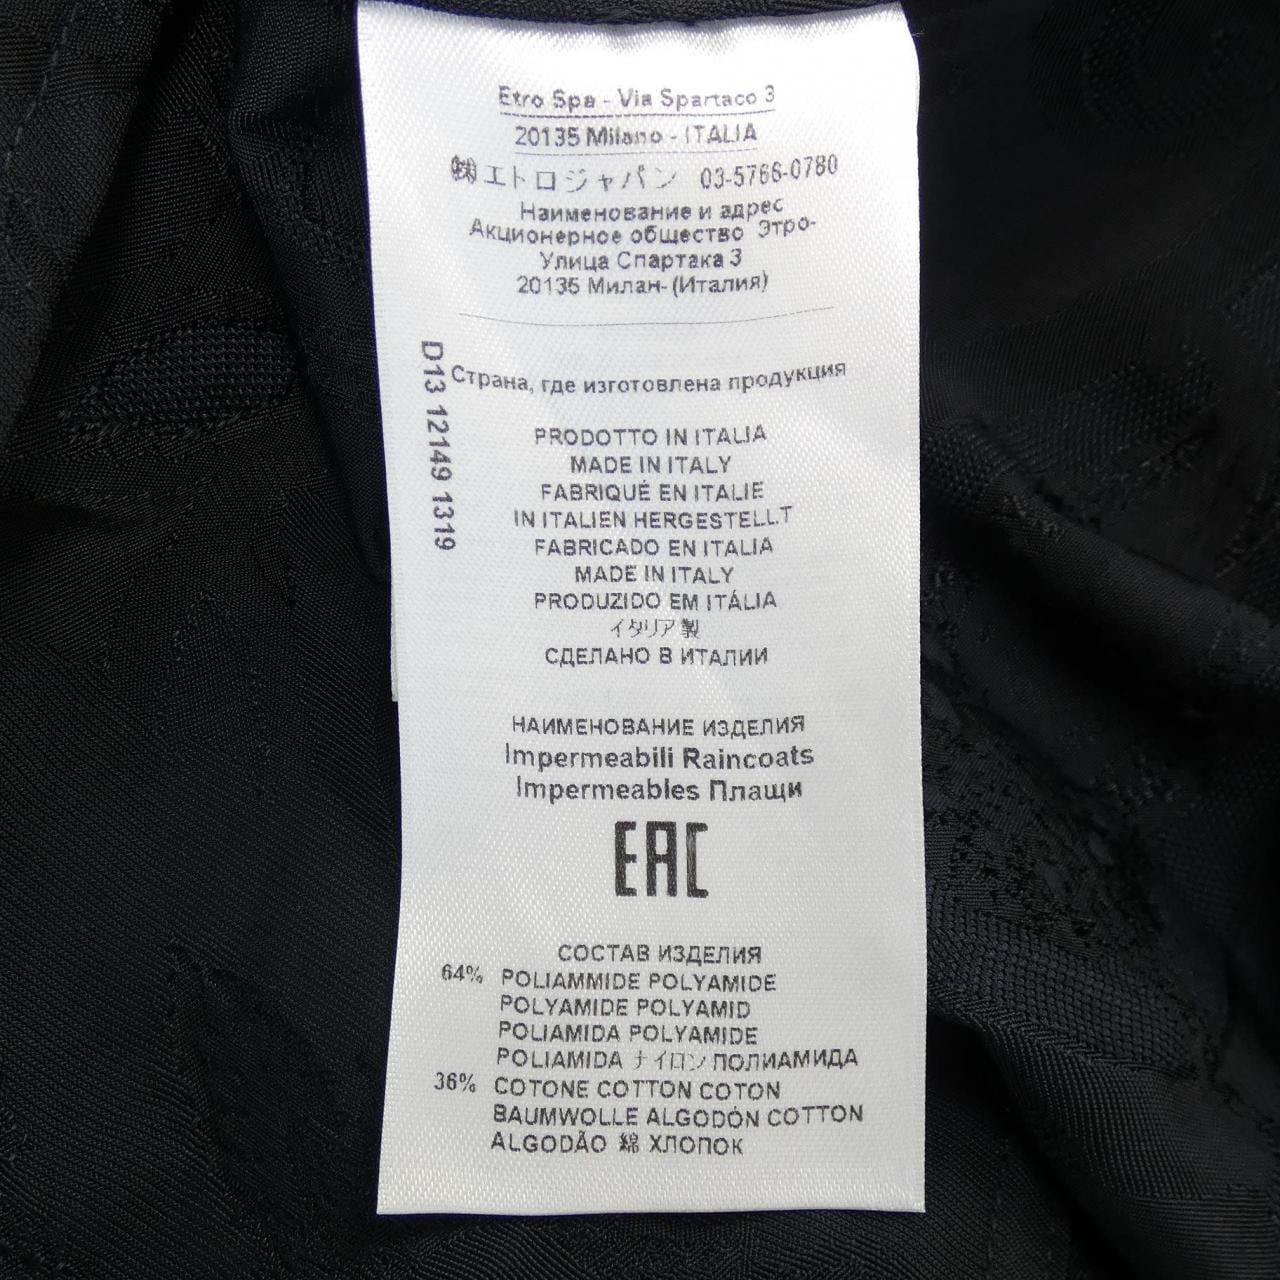 Etro Spa - Via Spartaco 3
20135 Milano - ITALIA
㈱エトロジャパン 03-5766-0780
Наименование и адрес
Акционерное общество Этро-
Улица Спартака 3
20135 Милан- (Италия)
D13 12149 1319
Страна, где изготовлена продукция
PRODOTTO IN ITALIA
MADE IN ITALY
FABRIQUÉ EN ITALIE
IN ITALIEN HERGESTELLT
FABRICADO EN ITALIA
MADE IN ITALY
PRODUZIDO EM ITÁLIA
イタリア製
СДЕЛАНО В ИТАЛИИ
НАИМЕНОВАНИЕ ИЗДЕЛИЯ
Impermeabili Raincoats
Impermeables Плащи
EAC
СОСТАВ ИЗДЕЛИЯ
64% POLIAMMIDE POLYAMIDE
POLYAMIDE POLYAMID
POLIAMIDA POLYAMIDE
POLIAMIDA ナイロン ПОЛИАМИДА
36% COTONE COTTON COTON
BAUMWOLLE ALGODÓN COTTON
ALGODÃO 綿 ХЛОПОК